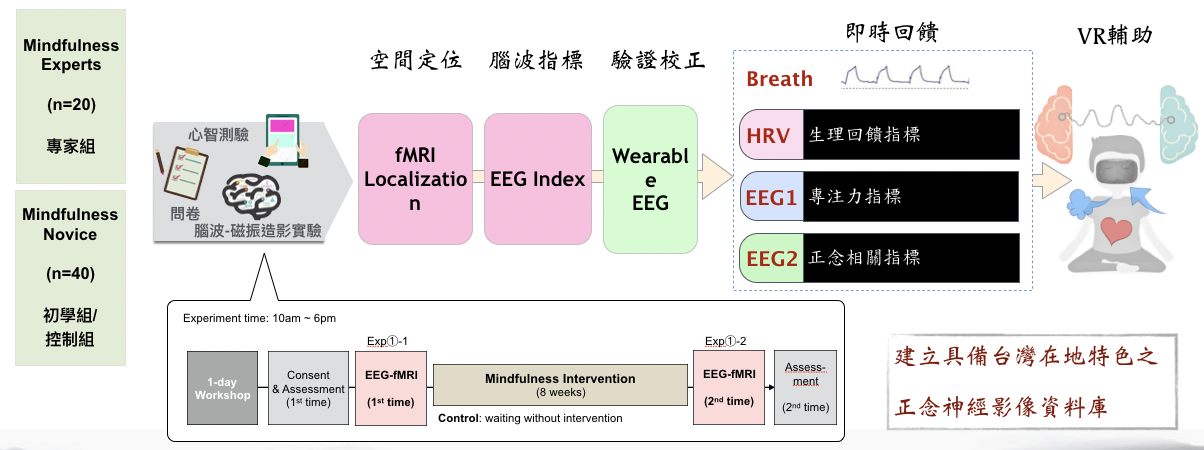 Mindfulness
Experts
(n=20)
專家組
Mindfulness
Novice
(n=40)
初學組/
控制組
心智測驗
問卷
腦波-磁振造影實驗
空間定位
fMRI
Localizatio
n
腦波指標
EEG Index
驗證校正
Wearabl
e
EEG
即時回饋
Breath
HRV 生理回饋指標
EEG1 專注力指標
EEG2 正念相關指標
VR輔助
Experiment time: 10am ~ 6pm
1-day
Workshop
Consent
& Assessment
(1st time)
Exp①-1
EEG-fMRI
(1st time)
Mindfulness Intervention
(8 weeks)
Control: waiting without intervention
Exp①-2
EEG-fMRI
(2nd time)
Assess-
ment
(2nd time)
建立具備台灣在地特色之
正念神經影像資料庫